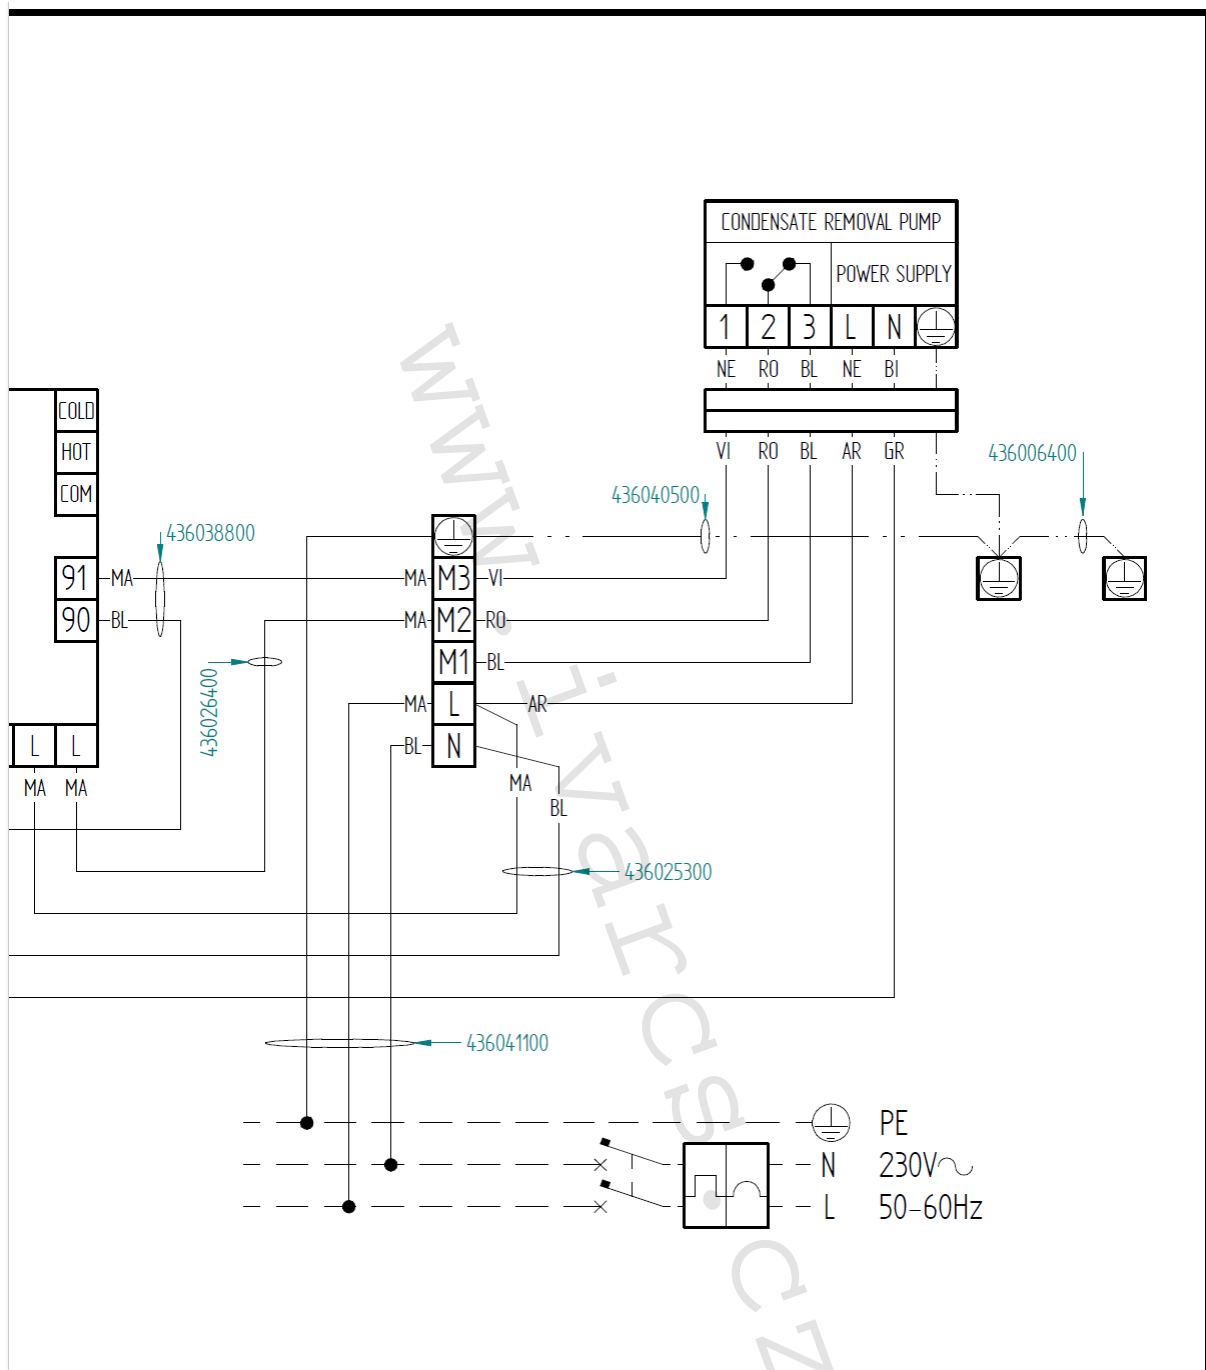 CONDENSATE REMOVAL PUMP
POWER SUPPLY
1 2 3 L N
NE RO BL NE BI
VI RO BL AR GR
COLD
HOT
COM
436006400
436040500
436038800
91 MA MA M3 VI
90 BL MA M2 RO
M1 BL
436026400
MA L AR
L L BL N
MA MA MA
BL
436025300
436041100
PE
N 230V
L 50-60Hz
www.ivarcs.cz